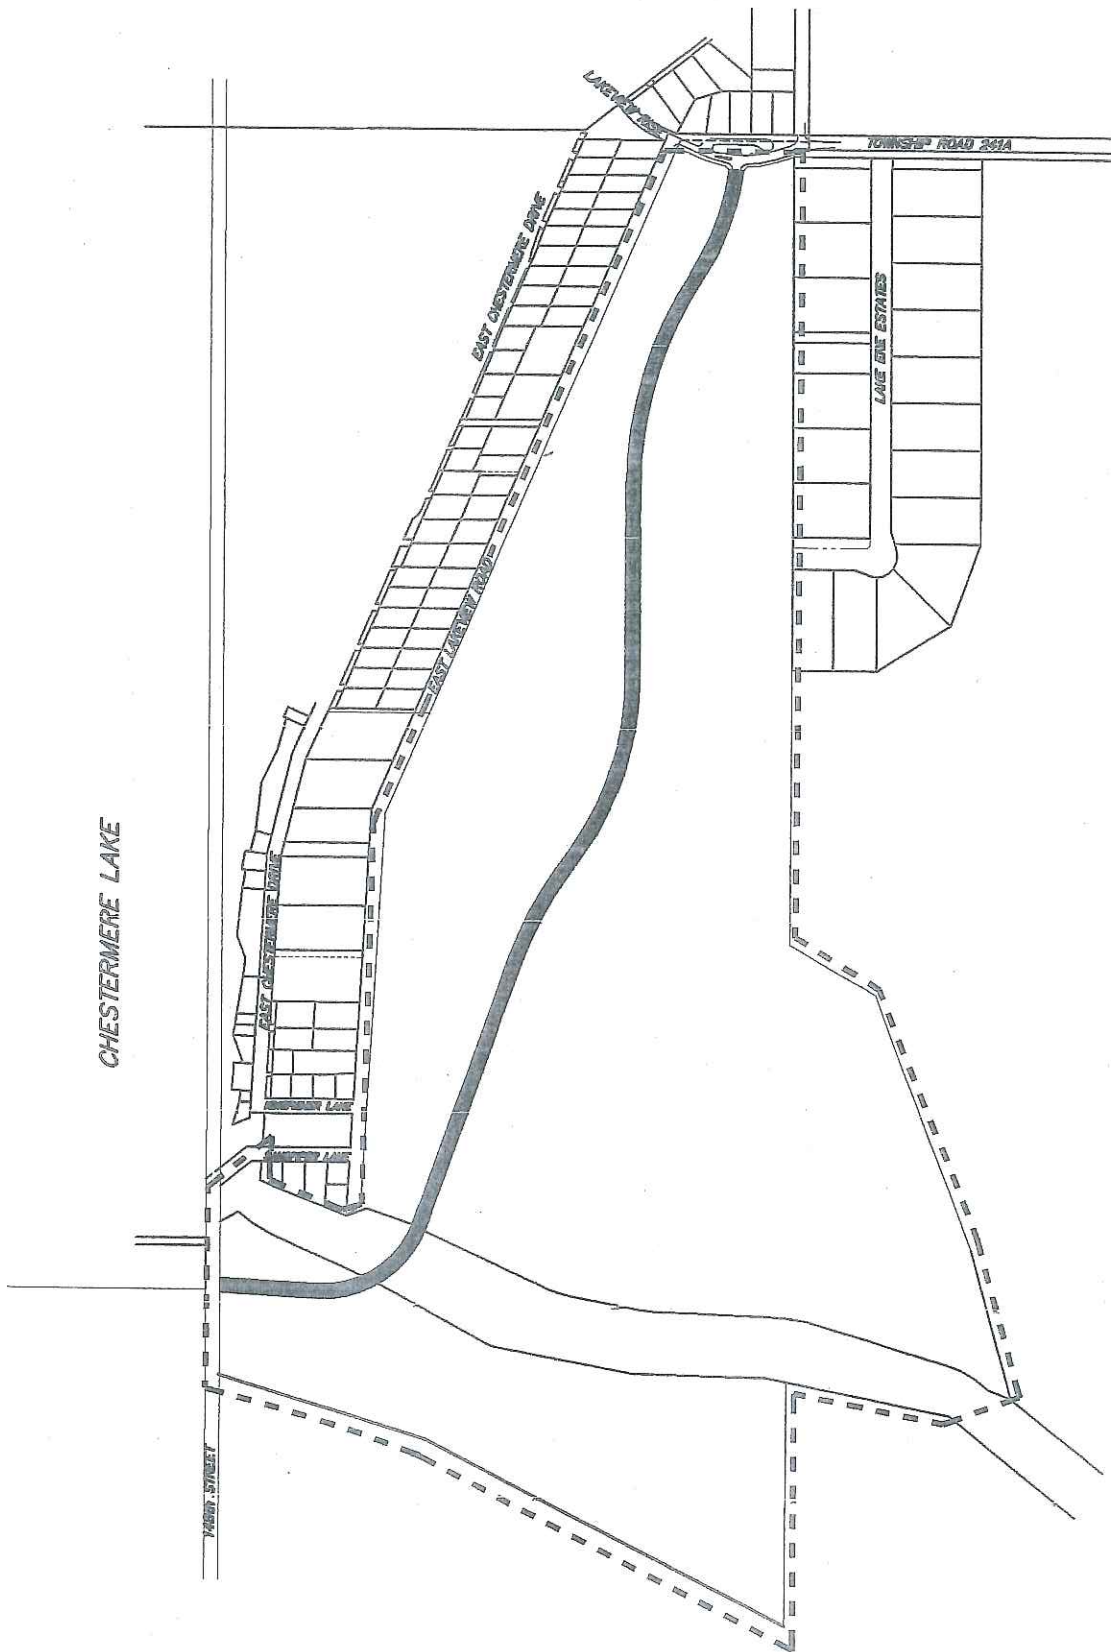 LAKEVIEW RISE
TOWNSHIP ROAD 241A
EAST CHESTERMERE DRIVE
LAKE ERIE ESTATES
EAST LAKEVIEW ROAD
CHESTERMERE LAKE
EAST CHESTERMERE DRIVE
LANE
LANE
STREET